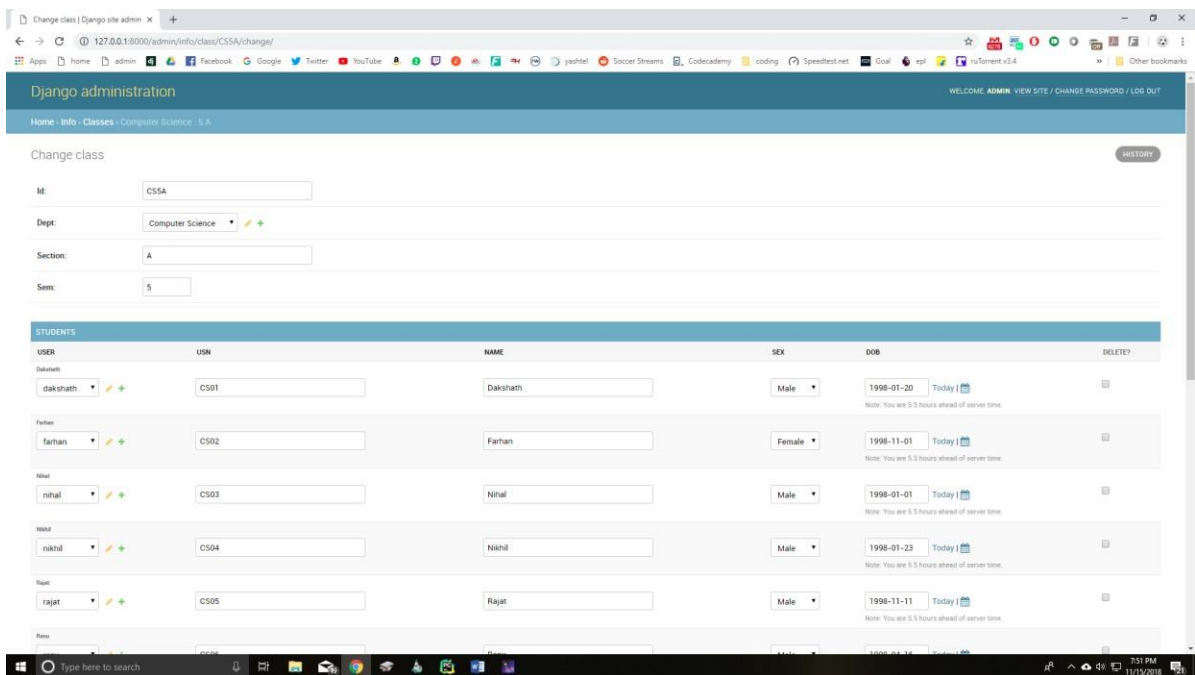 Change class | Django site admin
127.0.0.1:8000/admin/info/class/CS5A/change/
Apps home admin Facebook Google Twitter YouTube yashtel Soccer Streams Codecademy coding Speedtest.net Goal epl ruTorrent v3.4 Other bookmarks
Django administration
WELCOME, ADMIN. VIEW SITE / CHANGE PASSWORD / LOG OUT
Home › Info › Classes › Computer Science : 5 A
Change class
HISTORY
Id: CS5A
Dept: Computer Science
Section: A
Sem: 5
STUDENTS
USER USN NAME SEX DOB DELETE?
Dakshath
dakshath CS01 Dakshath Male 1998-01-20 Today |
Note: You are 5.5 hours ahead of server time.
Farhan
farhan CS02 Farhan Female 1998-11-01 Today |
Note: You are 5.5 hours ahead of server time.
Nihal
nihal CS03 Nihal Male 1998-01-01 Today |
Note: You are 5.5 hours ahead of server time.
Nikhil
nikhil CS04 Nikhil Male 1998-01-23 Today |
Note: You are 5.5 hours ahead of server time.
Rajat
rajat CS05 Rajat Male 1998-11-11 Today |
Note: You are 5.5 hours ahead of server time.
Renu
Type here to search
7:51 PM
11/15/2018